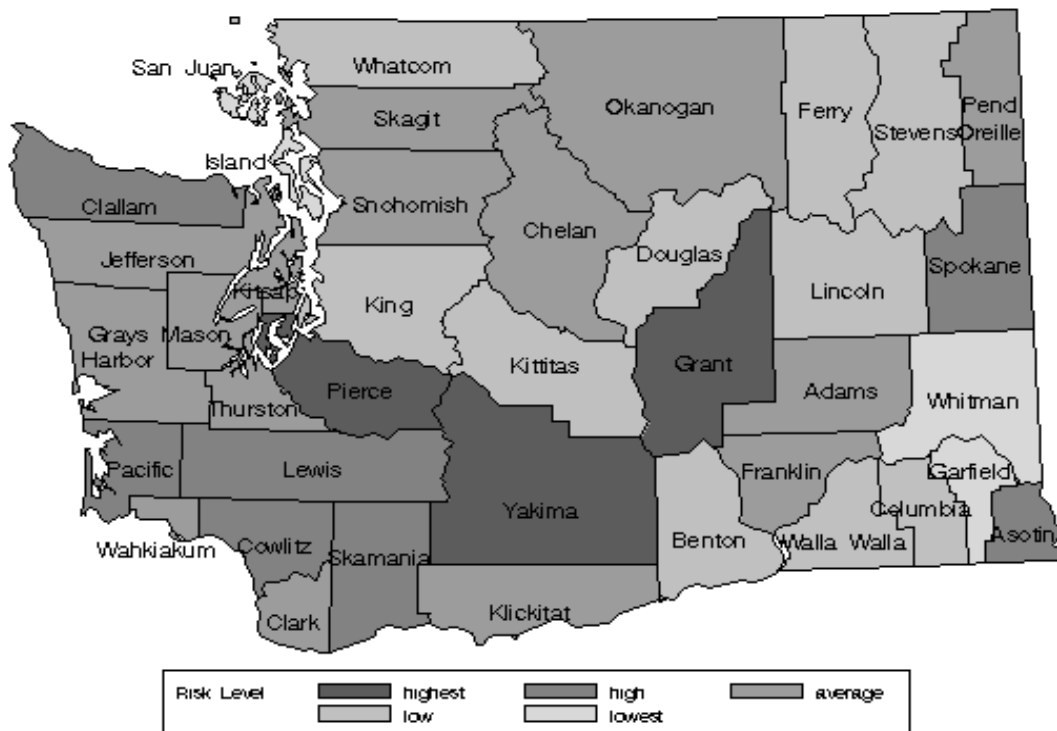 Whatcom
San Juan
Okanogan
Ferry
Stevens
Pend
Oreille
Skagit
Island
Clallam
Snohomish
Chelan
Douglas
Jefferson
Spokane
Kitsap
King
Lincoln
Grays
Harbor
Mason
Kittitas
Grant
Pierce
Adams
Thurston
Whitman
Pacific
Lewis
Franklin
Garfield
Yakima
Columbia
Asotin
Wahkiakum
Cowlitz
Skamania
Benton
Walla Walla
Clark
Klickitat
Risk Level highest high average
low lowest